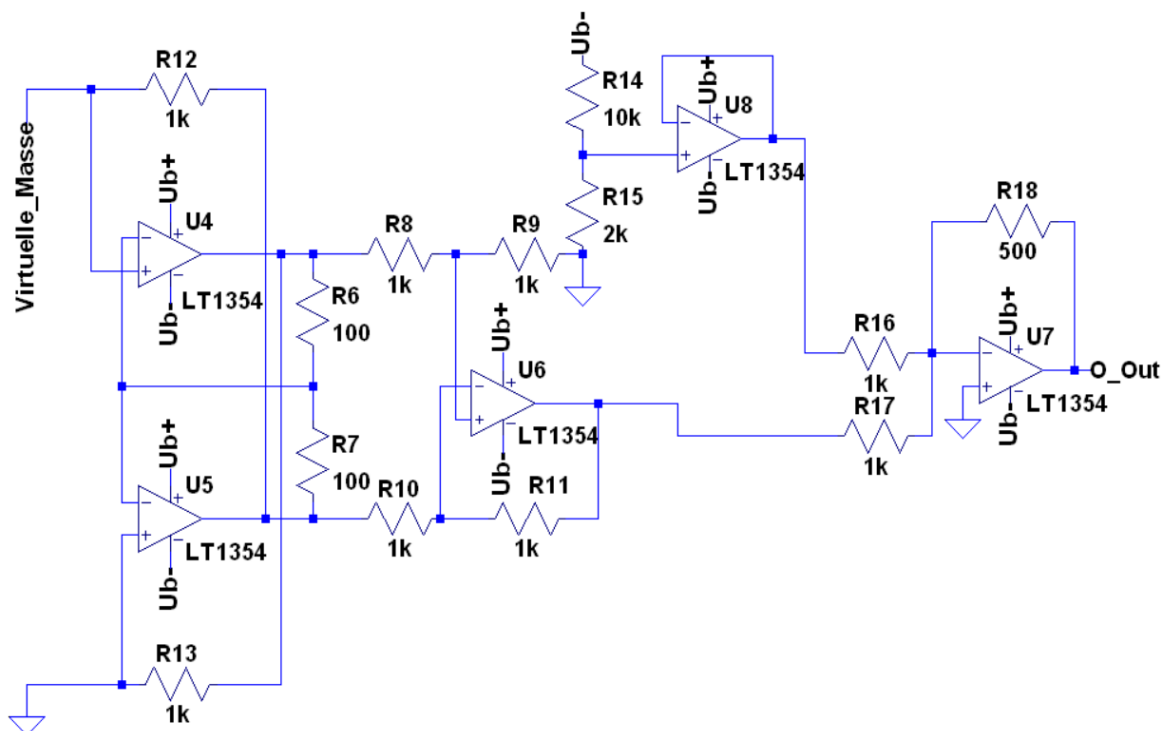 R12
1k
Virtuelle_Masse
Ub+
U4
LT1354
Ub-
R6
100
R7
100
Ub+
U5
LT1354
Ub-
R13
1k
R8
1k
R9
1k
R10
1k
R11
1k
Ub+
U6
LT1354
Ub-
Ub-
R14
10k
R15
2k
Ub+
U8
LT1354
Ub-
R16
1k
R17
1k
R18
500
Ub+
U7
LT1354
Ub-
O_Out